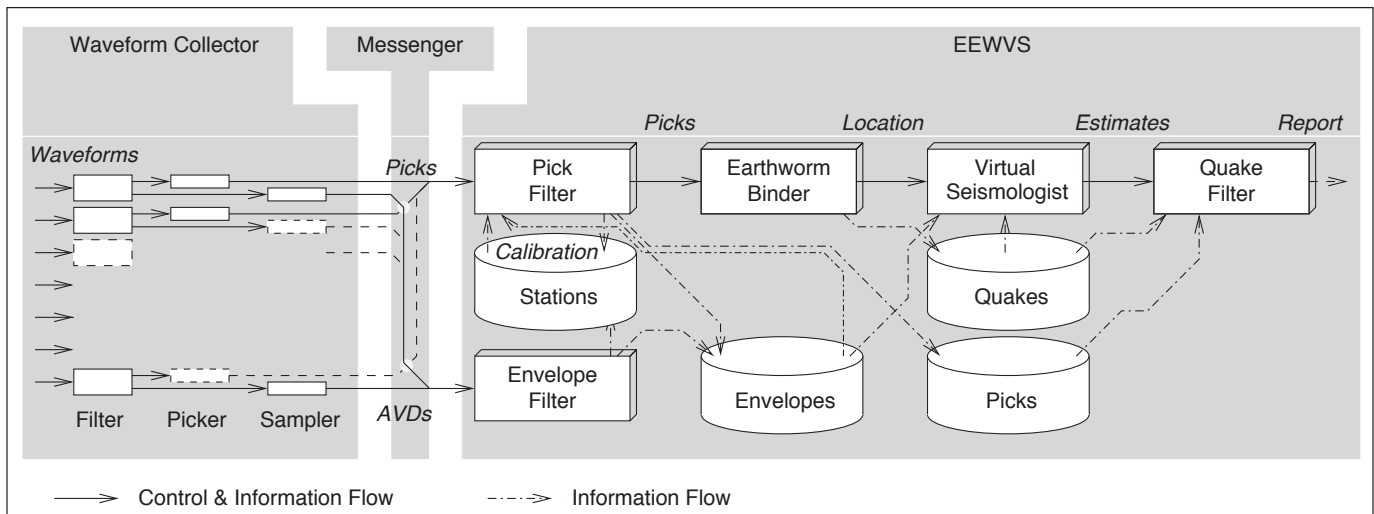 Waveform Collector
Messenger
EEWVS
Picks
Location
Estimates
Report
Waveforms
Picks
Pick
Filter
Earthworm
Binder
Virtual
Seismologist
Quake
Filter
Calibration
Stations
Quakes
Envelope
Filter
Envelopes
Picks
Filter
Picker
Sampler
AVDs
Control & Information Flow
Information Flow